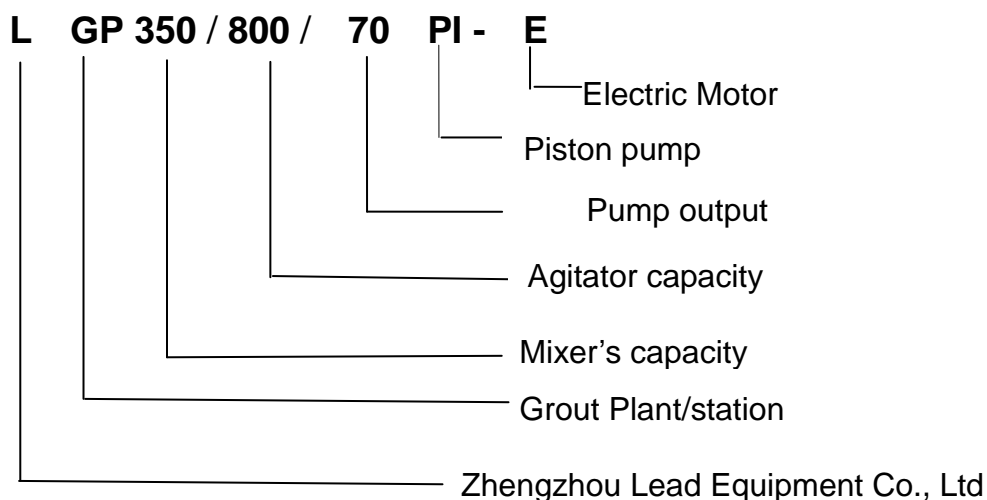 L GP 350 / 800 / 70 PI - E
Electric Motor
Piston pump
Pump output
Agitator capacity
Mixer’s capacity
Grout Plant/station
Zhengzhou Lead Equipment Co., Ltd